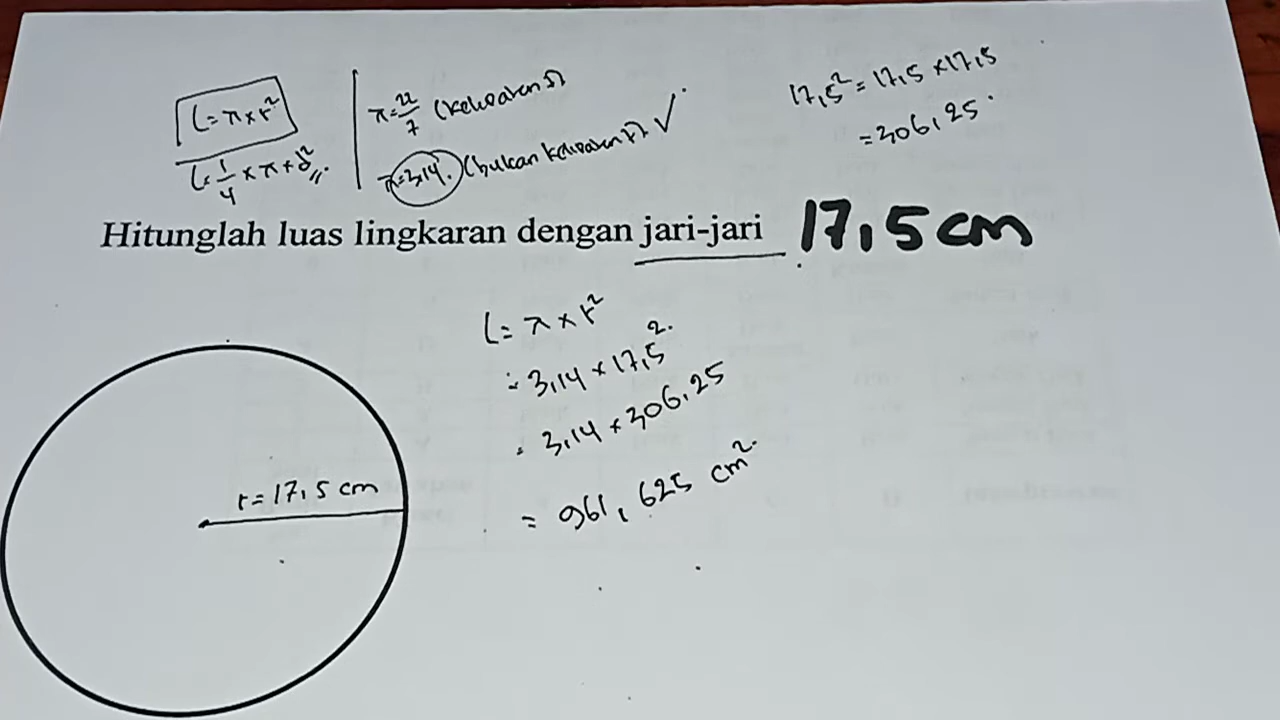 L = π × r²
L = 1/4 × π × d²
π = 22/7 (kelipatan 7)
π = 3,14. (bukan kelipatan 7) ✓
17,5² = 17,5 × 17,5
= 306,25
Hitunglah luas lingkaran dengan jari-jari 17,5 cm
L = π × r²
= 3,14 × 17,5²
= 3,14 × 306,25
= 961,625 cm²
r = 17,5 cm